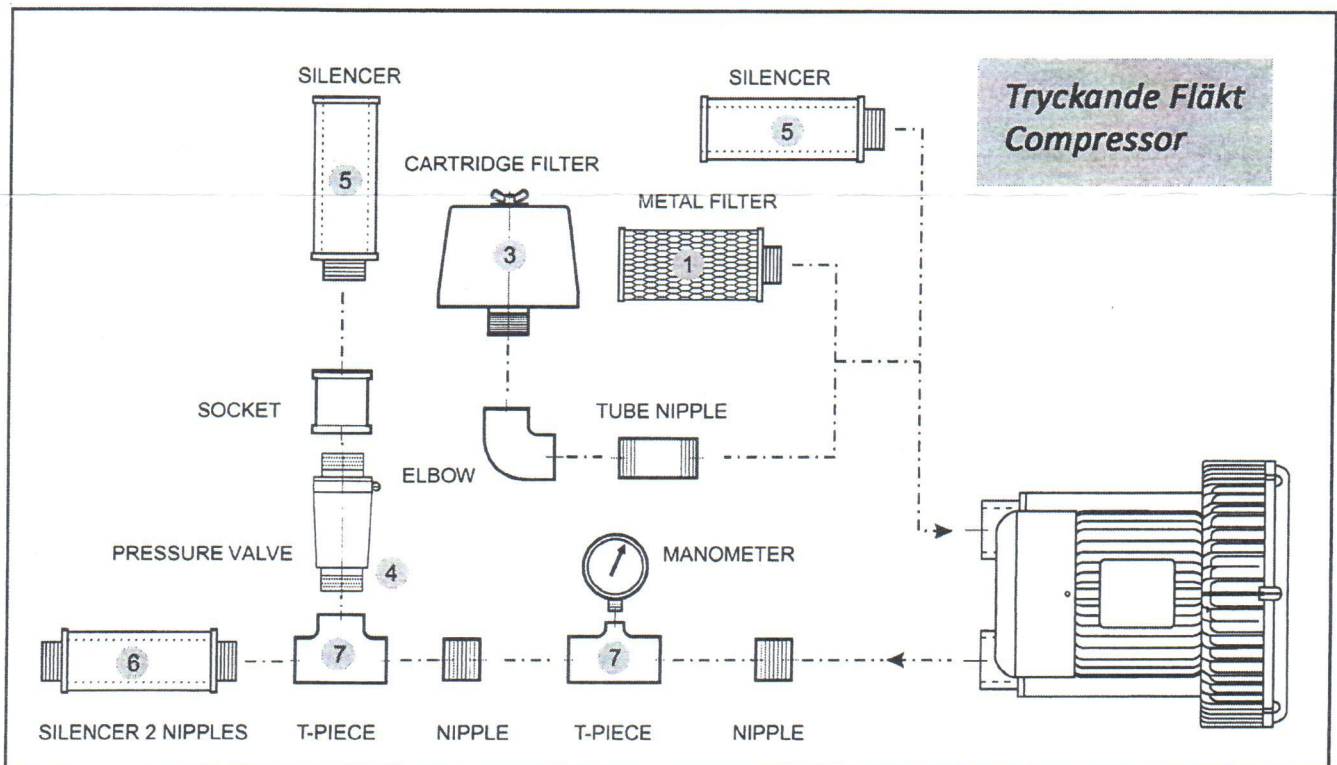 SILENCER
SILENCER
Tryckande Fläkt
Compressor
5
5
CARTRIDGE FILTER
METAL FILTER
3
1
SOCKET
TUBE NIPPLE
ELBOW
PRESSURE VALVE
4
MANOMETER
6
7
7
SILENCER 2 NIPPLES
T-PIECE
NIPPLE
T-PIECE
NIPPLE